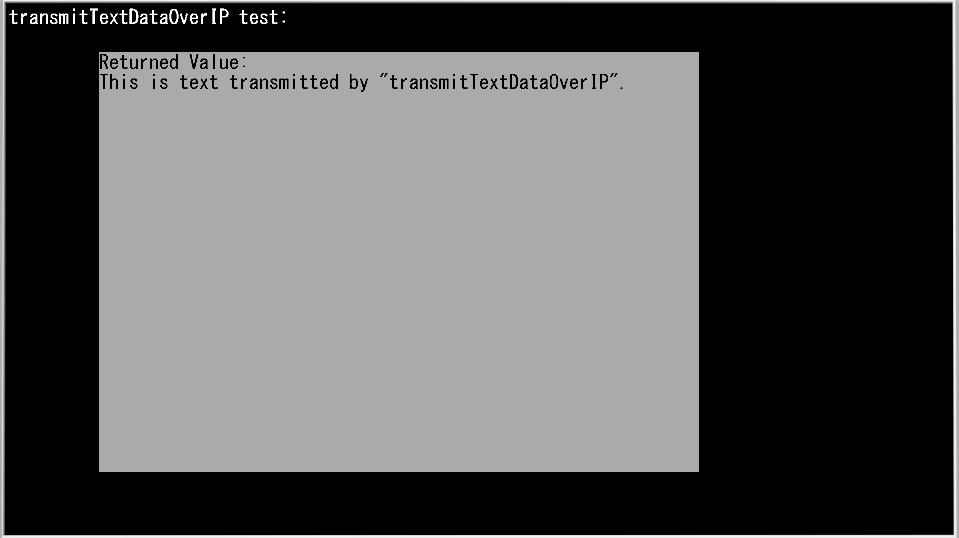 transmitTextDataOverIP test:
Returned Value:
This is text transmitted by "transmitTextDataOverIP".